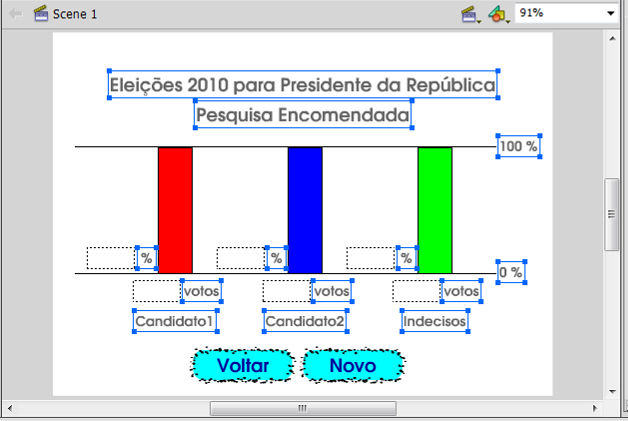 Scene 1
91%
Eleições 2010 para Presidente da República
Pesquisa Encomendada
100 %
% % %
0 %
votos votos votos
Candidato1 Candidato2 Indecisos
Voltar Novo